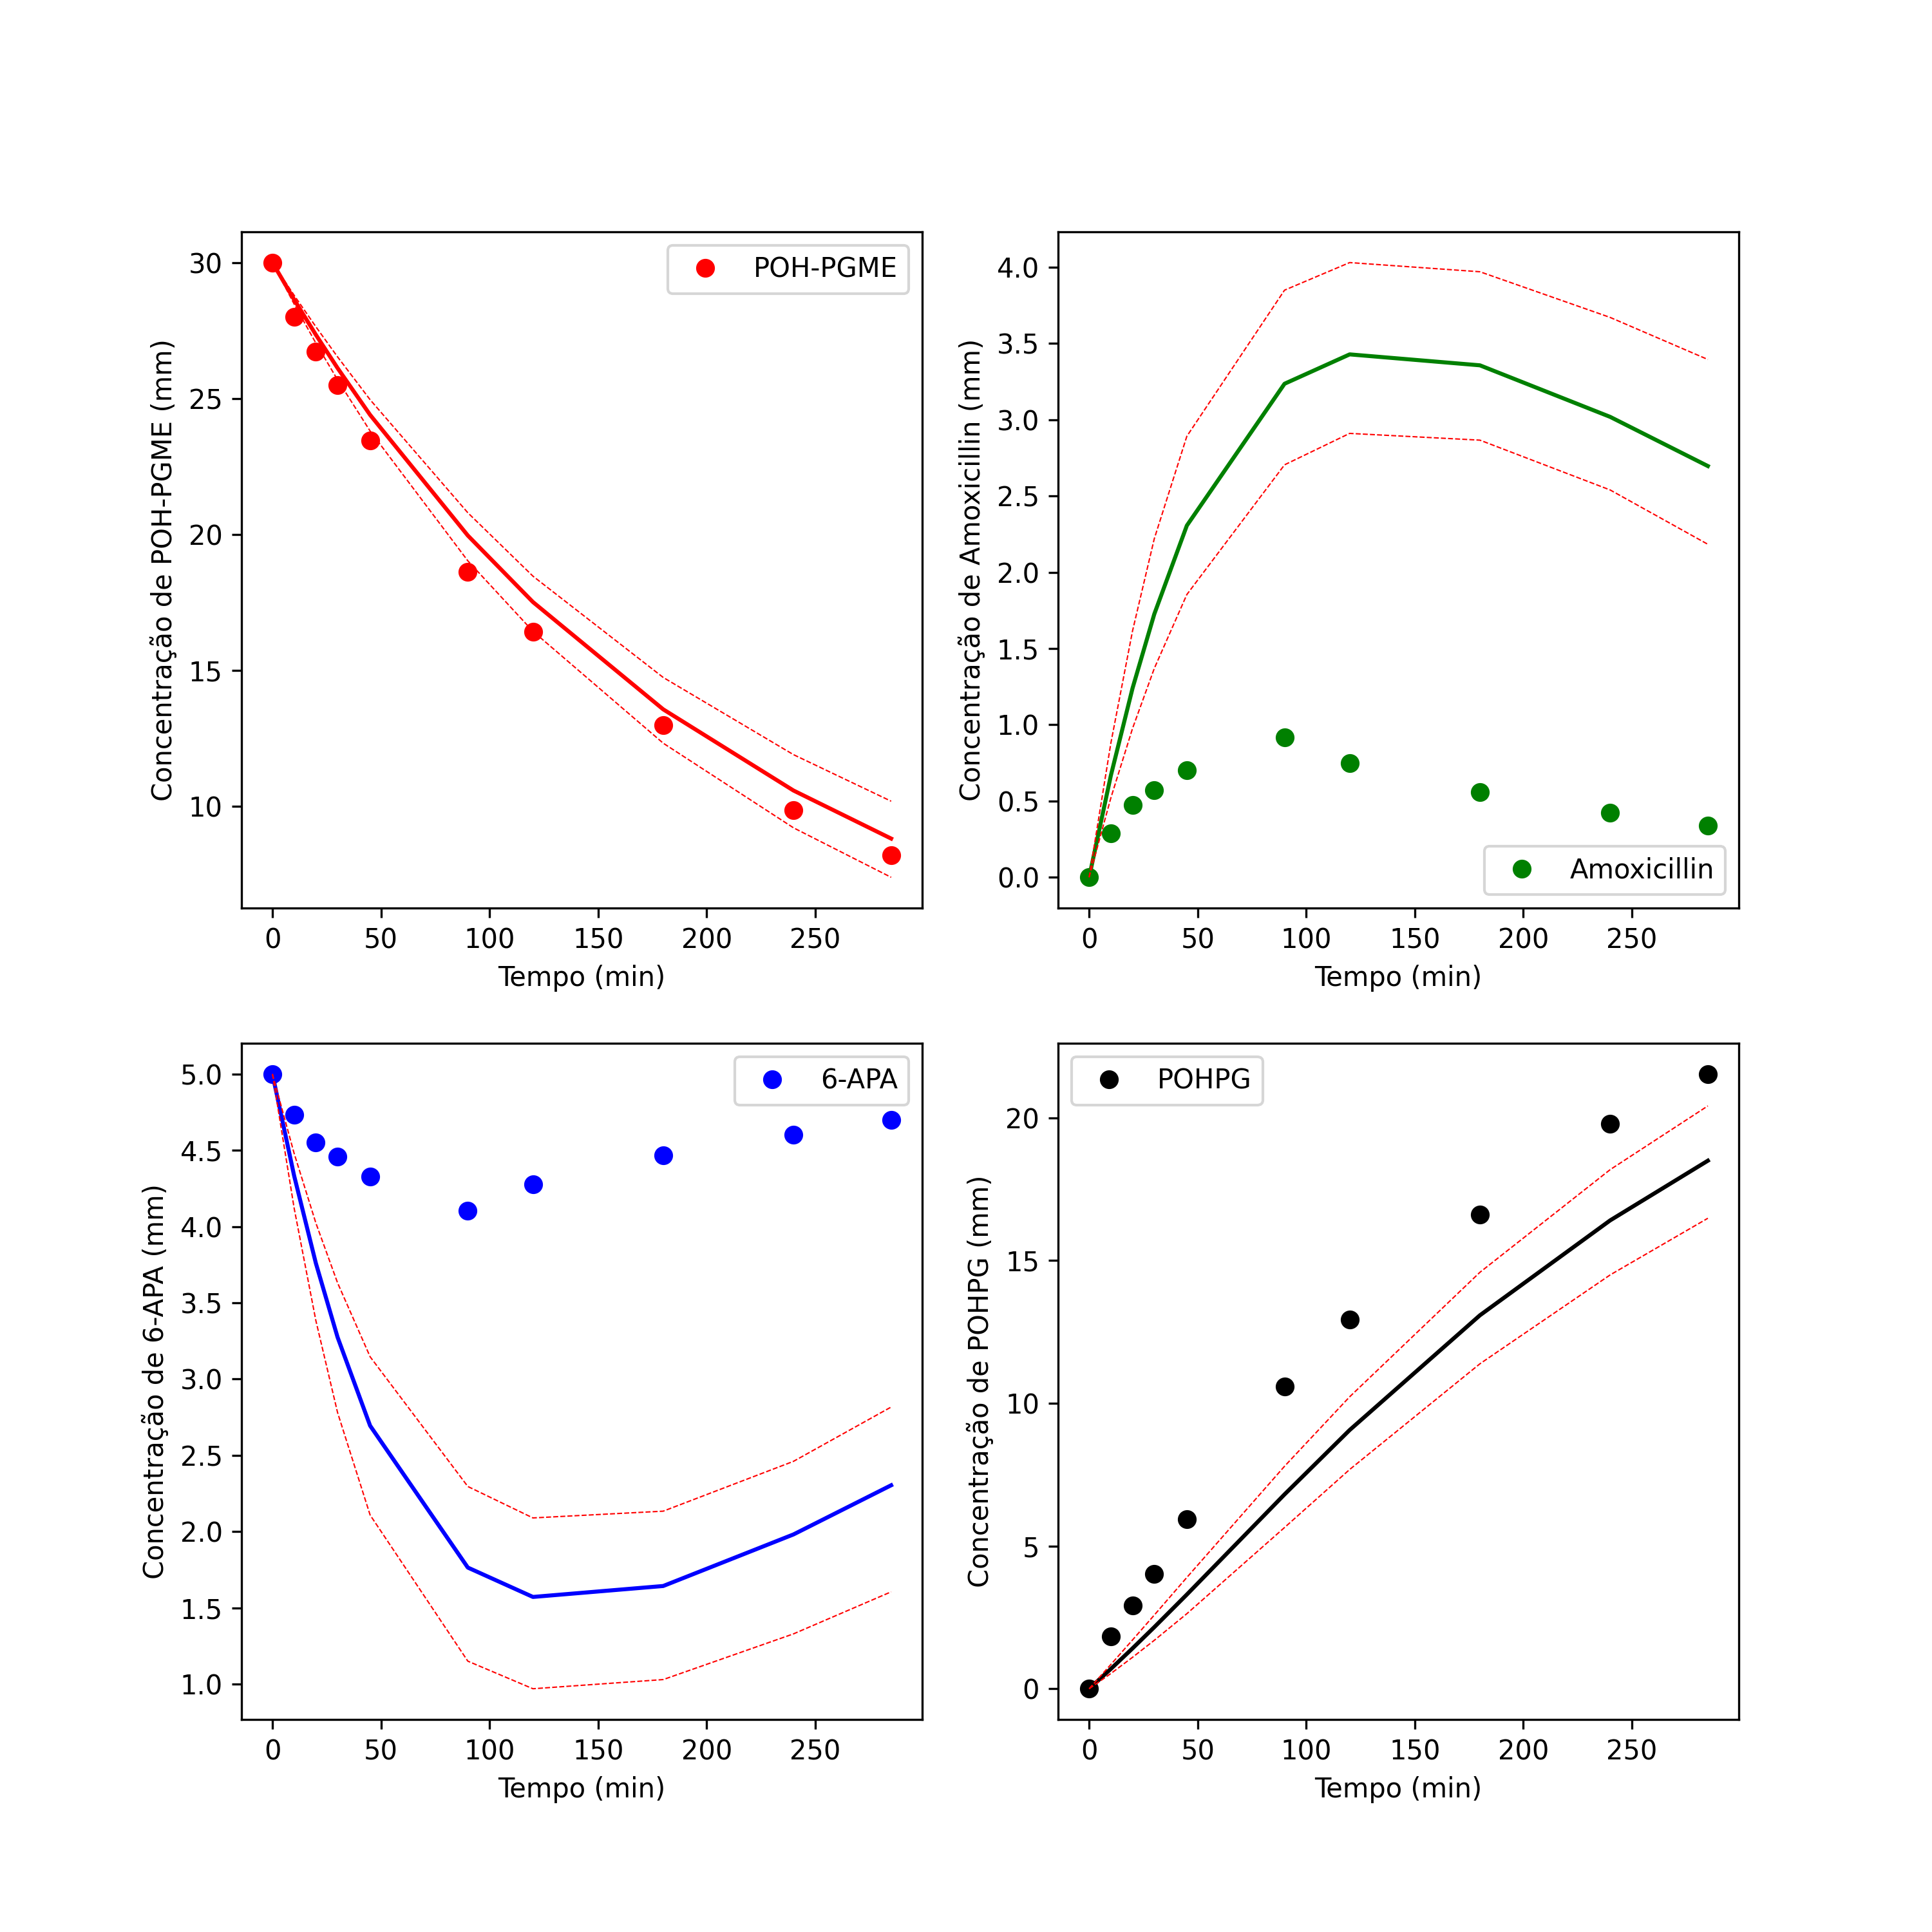 POH-PGME
Concentração de POH-PGME (mm)
30
25
20
15
10
0 50 100 150 200 250
Tempo (min)
Amoxicillin
Concentração de Amoxicillin (mm)
4.0
3.5
3.0
2.5
2.0
1.5
1.0
0.5
0.0
0 50 100 150 200 250
Tempo (min)
6-APA
Concentração de 6-APA (mm)
5.0
4.5
4.0
3.5
3.0
2.5
2.0
1.5
1.0
0 50 100 150 200 250
Tempo (min)
POHPG
Concentração de POHPG (mm)
20
15
10
5
0
0 50 100 150 200 250
Tempo (min)